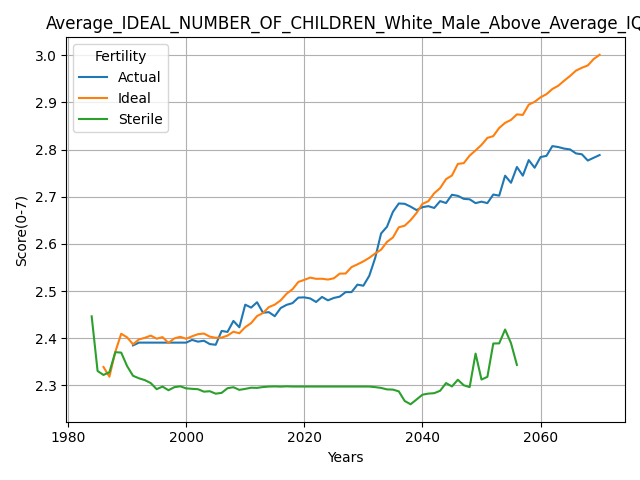 Average_IDEAL_NUMBER_OF_CHILDREN_White_Male_Above_Average_IQ
Fertility
Actual
Ideal
Sterile
3.0
2.9
2.8
2.7
2.6
2.5
2.4
2.3
Score(0-7)
1980
2000
2020
2040
2060
Years